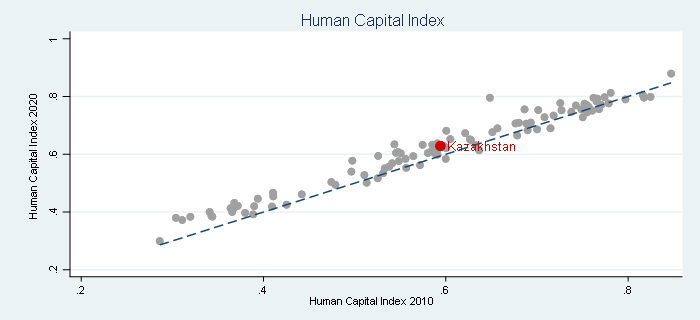 Human Capital Index
Human Capital Index 2020
1
.8
.6
.4
.2
Kazakhstan
.2
.4
.6
.8
Human Capital Index 2010